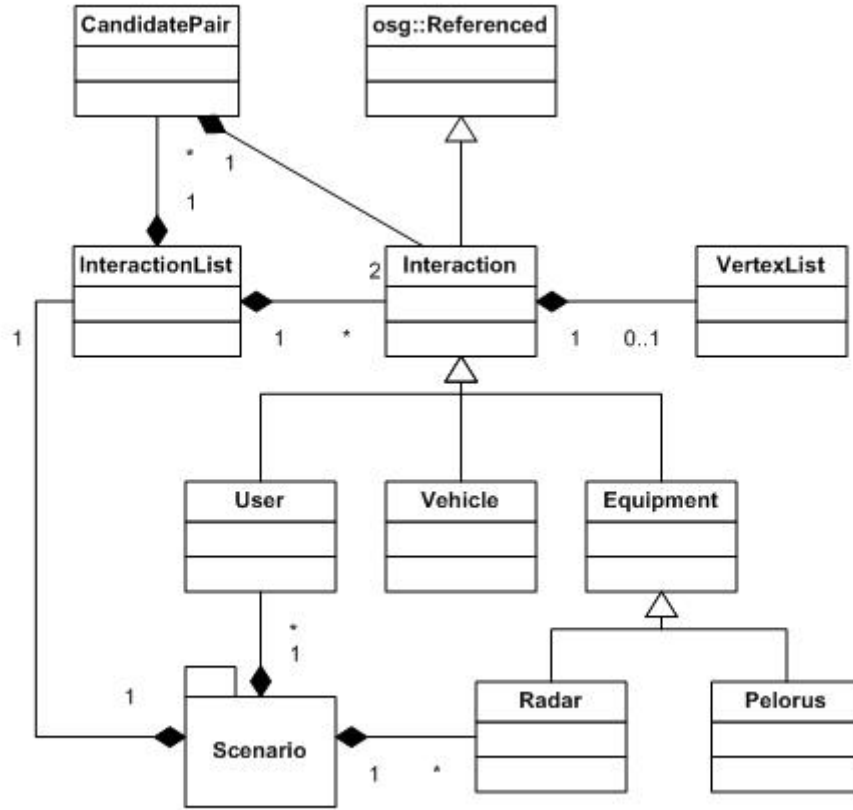 CandidatePair
osg::Referenced
*
1
1
InteractionList
2
Interaction
VertexList
1
1
*
1
0..1
User
Vehicle
Equipment
*
1
1
Radar
Pelorus
Scenario
1
*